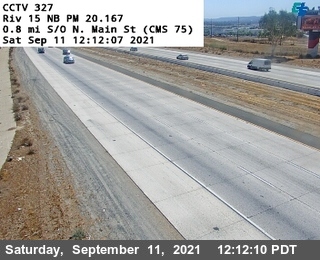 CCTV 327
Riv 15 NB PM 20.167
0.8 mi S/O N. Main St (CMS 75)
Sat Sep 11 12:12:07 2021
Saturday, September 11, 2021 12:12:10 PDT